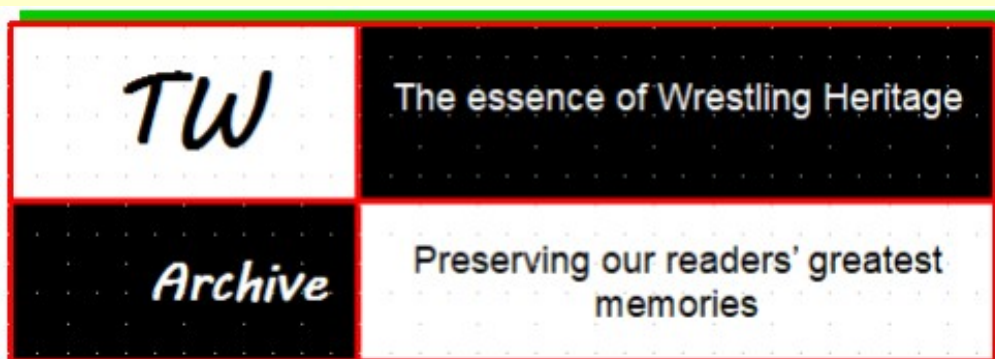 TW
The essence of Wrestling Heritage
Archive
Preserving our readers’ greatest
memories